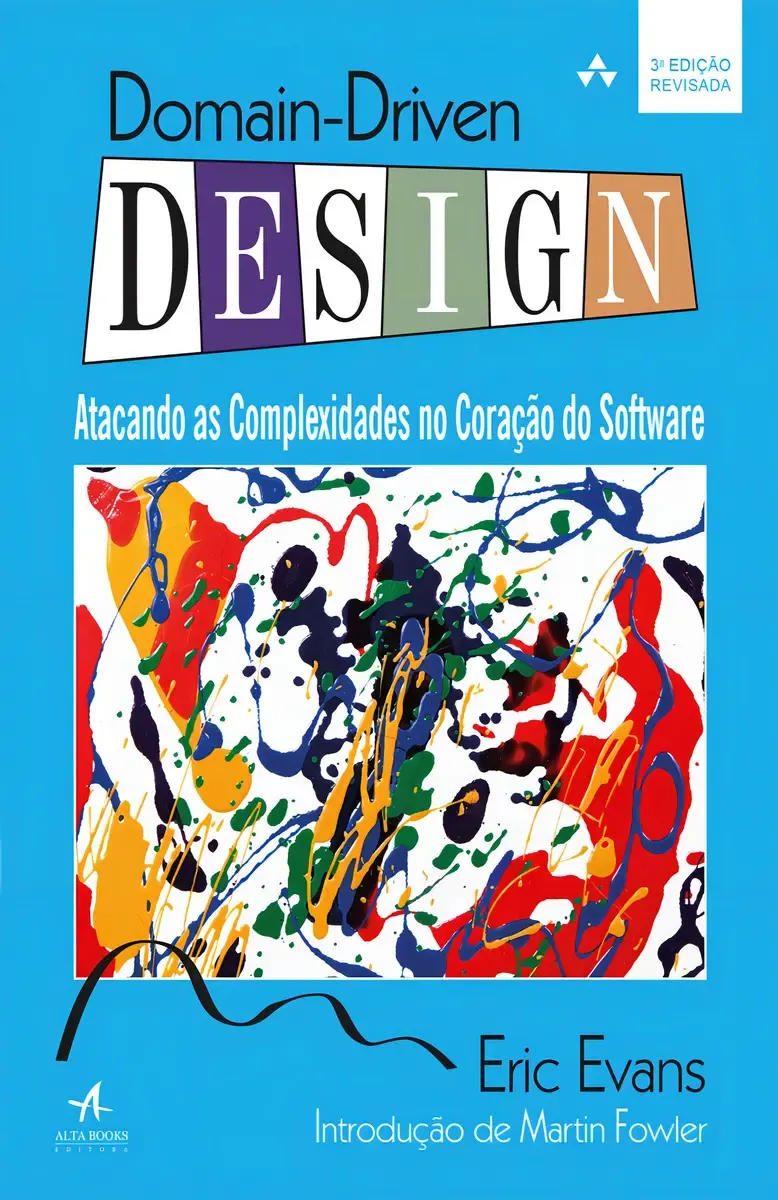 3ª EDIÇÃO
REVISADA
Domain-Driven
DESIGN
Atacando as Complexidades no Coração do Software
Eric Evans
Introdução de Martin Fowler
ALTA BOOKS
EDITORA